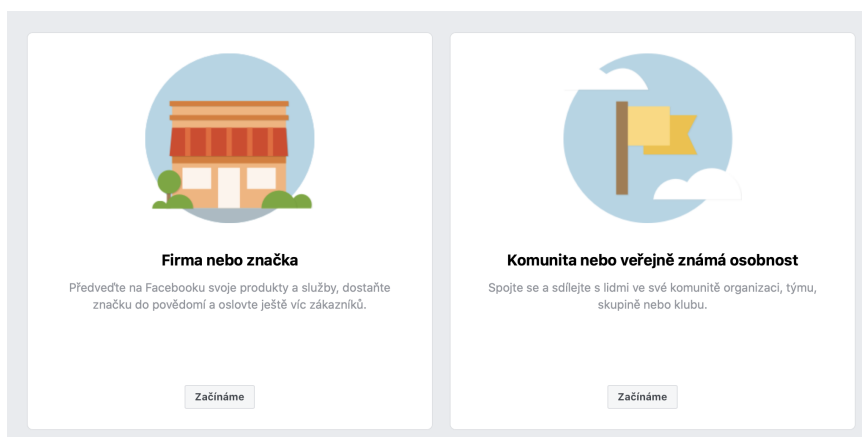 Firma nebo značka
Předveďte na Facebooku svoje produkty a služby, dostaňte
značku do povědomí a oslovte ještě víc zákazníků.
Začínáme
Komunita nebo veřejně známá osobnost
Spojte se a sdílejte s lidmi ve své komunitě organizaci, týmu,
skupině nebo klubu.
Začínáme